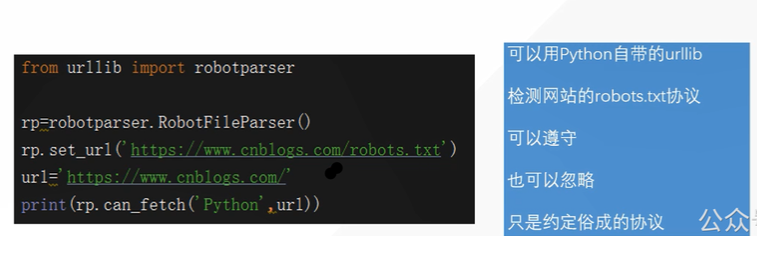 from urllib import robotparser
rp=robotparser.RobotFileParser()
rp.set_url('https://www.cnblogs.com/robots.txt')
url='https://www.cnblogs.com/'
print(rp.can_fetch('Python',url))
可以用Python自带的urllib
检测网站的robots.txt协议
可以遵守
也可以忽略
只是约定俗成的协议
公众